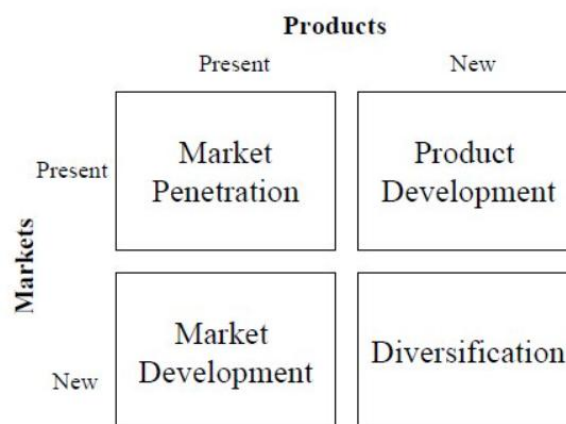 Products
Present New
Market
Penetration
Product
Development
Present
Markets
Market
Development
Diversification
New